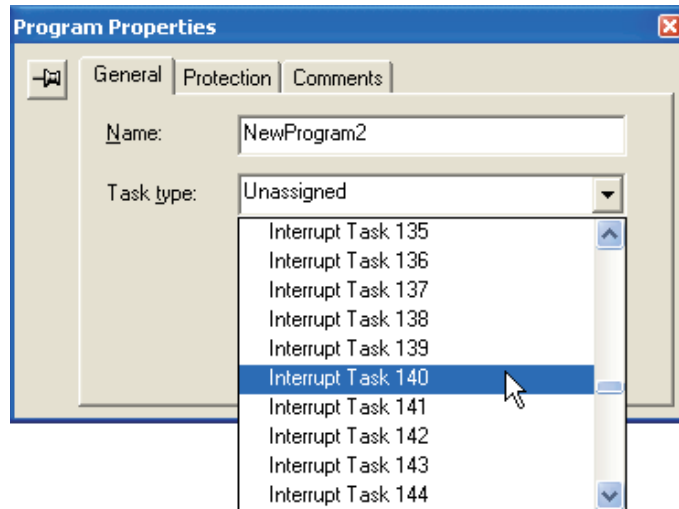 Program Properties
General Protection Comments
Name: NewProgram2
Task type: Unassigned
Interrupt Task 135
Interrupt Task 136
Interrupt Task 137
Interrupt Task 138
Interrupt Task 139
Interrupt Task 140
Interrupt Task 141
Interrupt Task 142
Interrupt Task 143
Interrupt Task 144